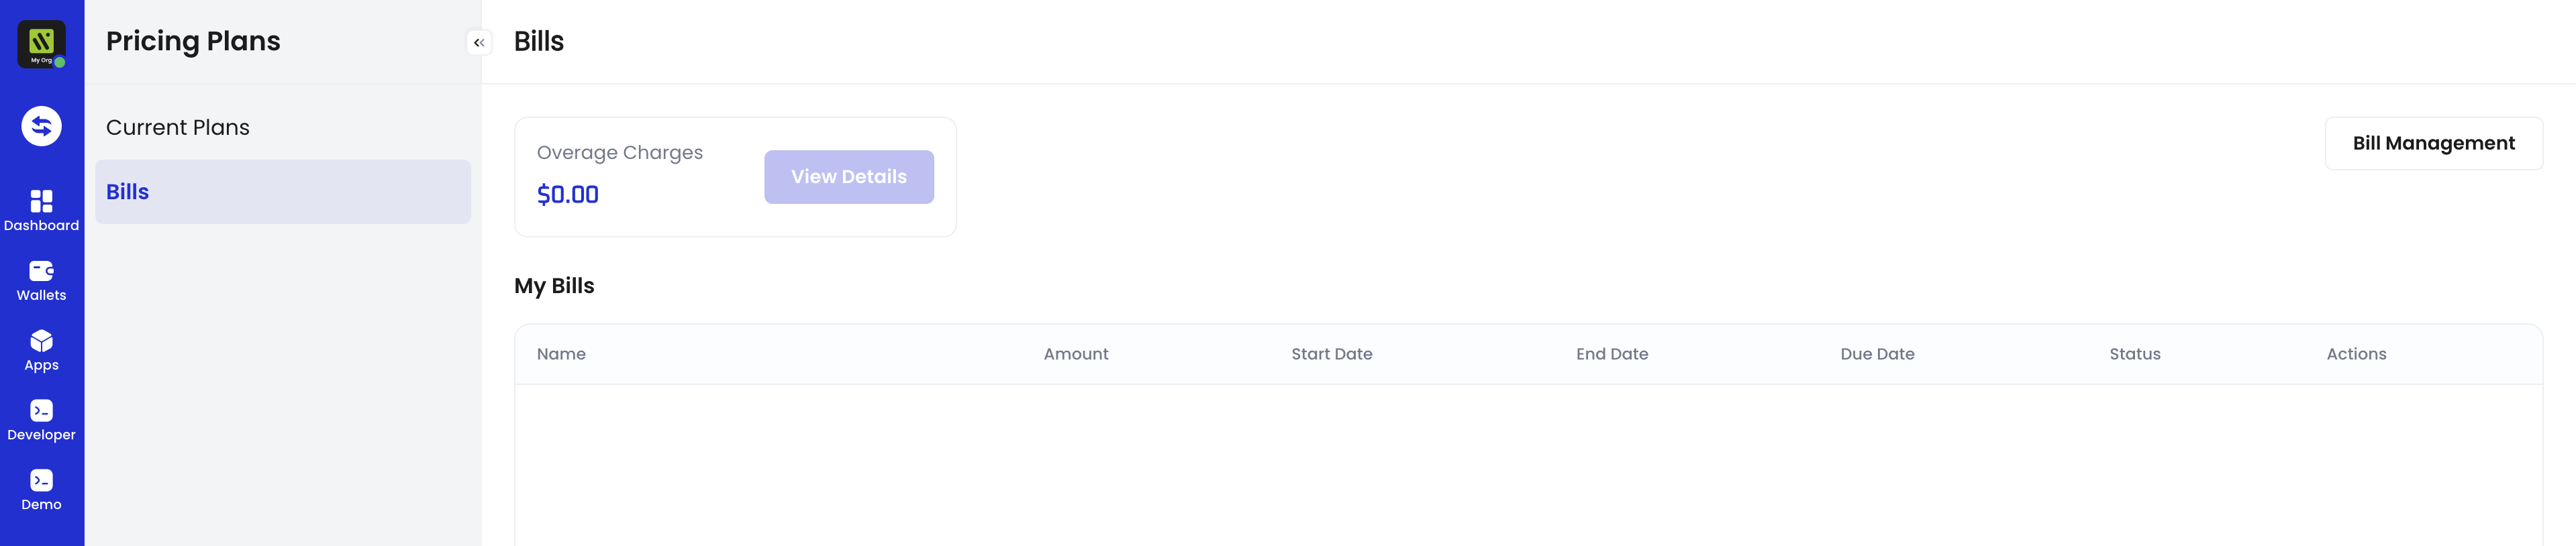 My Org
Dashboard
Wallets
Apps
Developer
Demo
Pricing Plans
Current Plans
Bills
Bills
Overage Charges
$0.00
View Details
Bill Management
My Bills
Name Amount Start Date End Date Due Date Status Actions